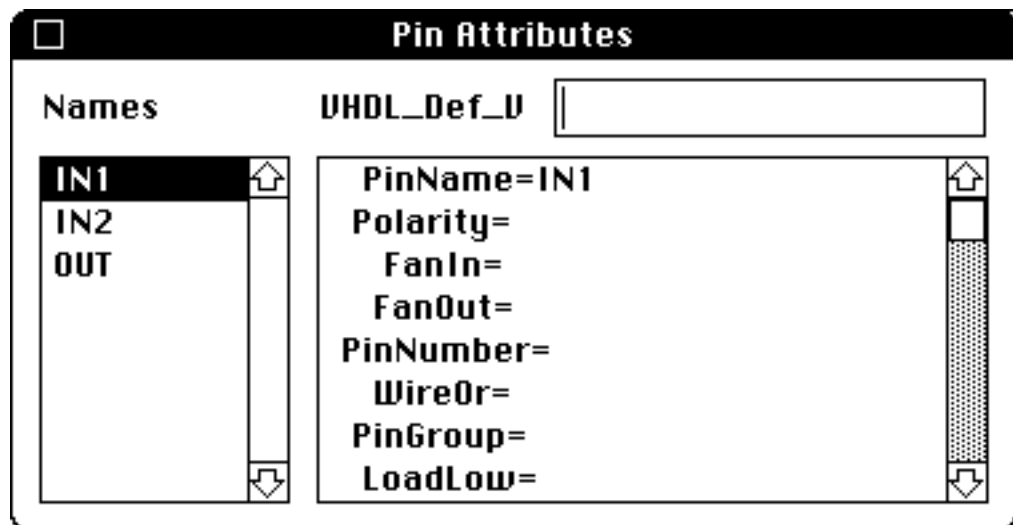 Pin Attributes
Names
VHDL_Def_V
IN1
IN2
OUT
PinName=IN1
Polarity=
FanIn=
FanOut=
PinNumber=
WireOr=
PinGroup=
LoadLow=